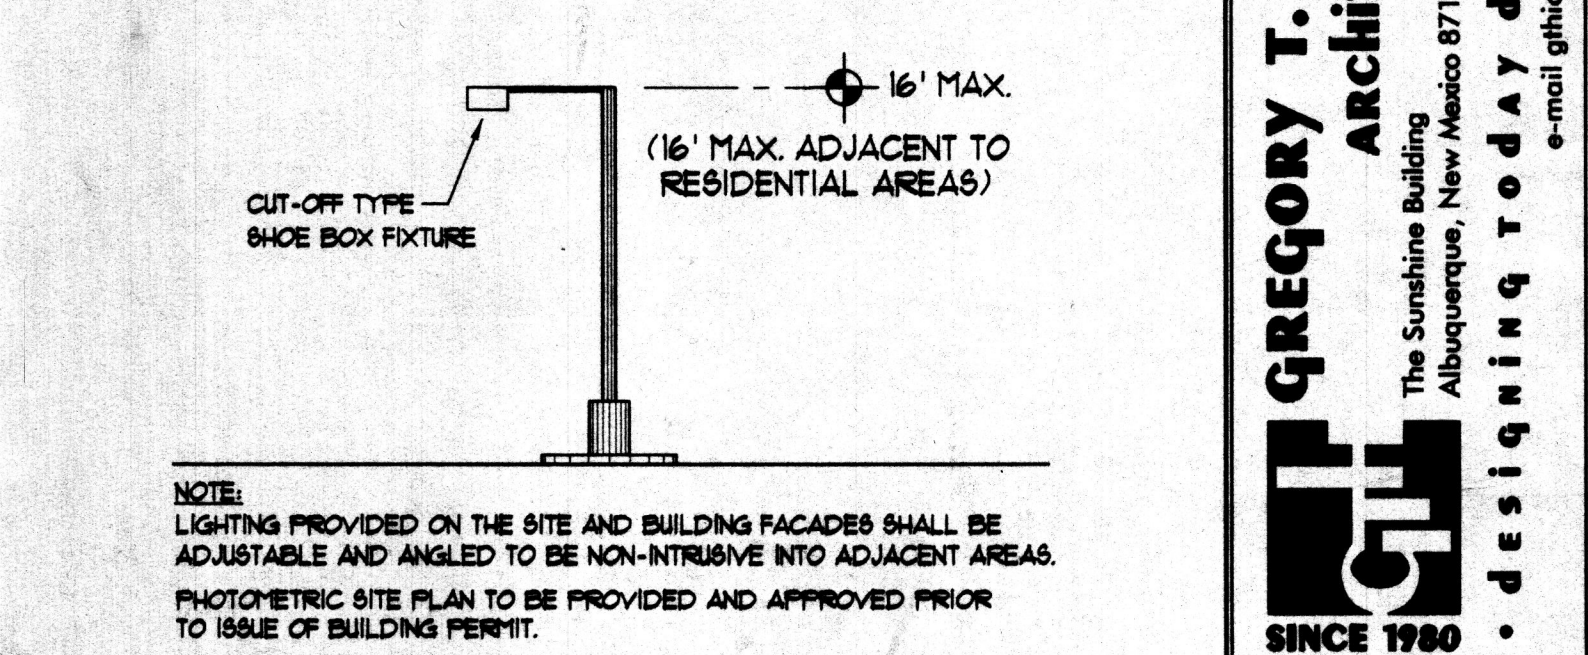 16' MAX.
(16' MAX. ADJACENT TO
RESIDENTIAL AREAS)
CUT-OFF TYPE
SHOE BOX FIXTURE
NOTE:
LIGHTING PROVIDED ON THE SITE AND BUILDING FACADES SHALL BE
ADJUSTABLE AND ANGLED TO BE NON-INTRUSIVE INTO ADJACENT AREAS.
PHOTOMETRIC SITE PLAN TO BE PROVIDED AND APPROVED PRIOR
TO ISSUE OF BUILDING PERMIT.
GREGORY T.
The Sunshine Building
Albuquerque, New Mexico
• dEsiGNiNG TodAy
e-mail
SINCE 1980